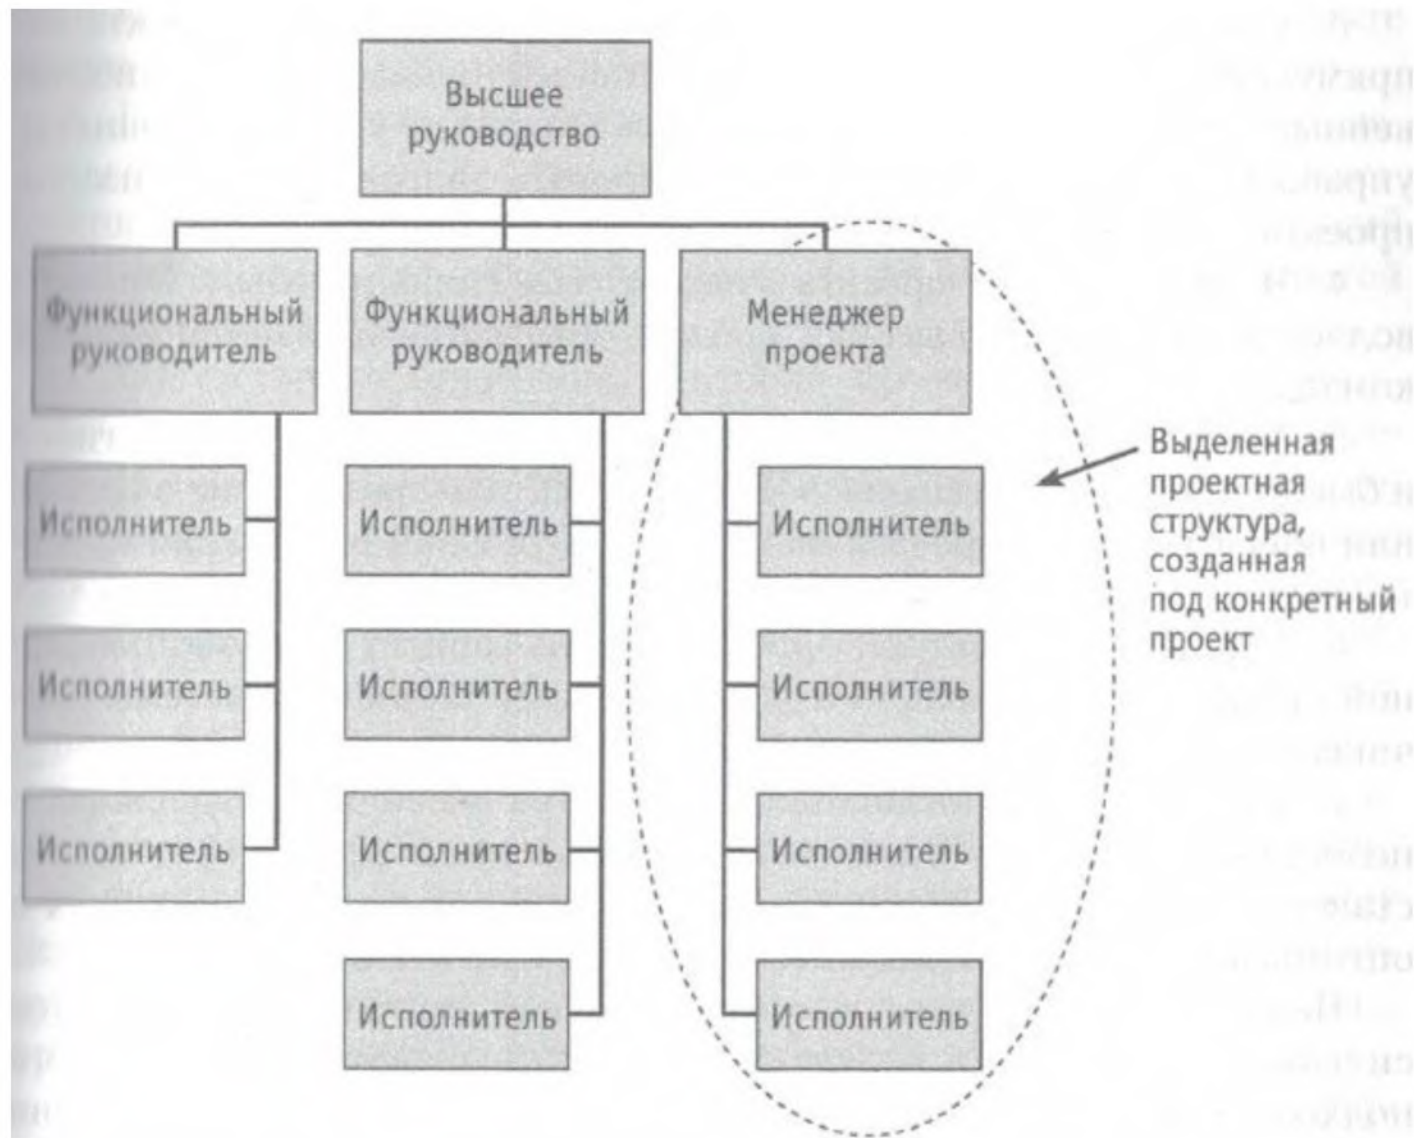 Высшее
руководство
Функциональный
руководитель
Функциональный
руководитель
Менеджер
проекта
Выделенная
проектная
структура,
созданная
под конкретный
проект
Исполнитель
Исполнитель
Исполнитель
Исполнитель
Исполнитель
Исполнитель
Исполнитель
Исполнитель
Исполнитель
Исполнитель
Исполнитель